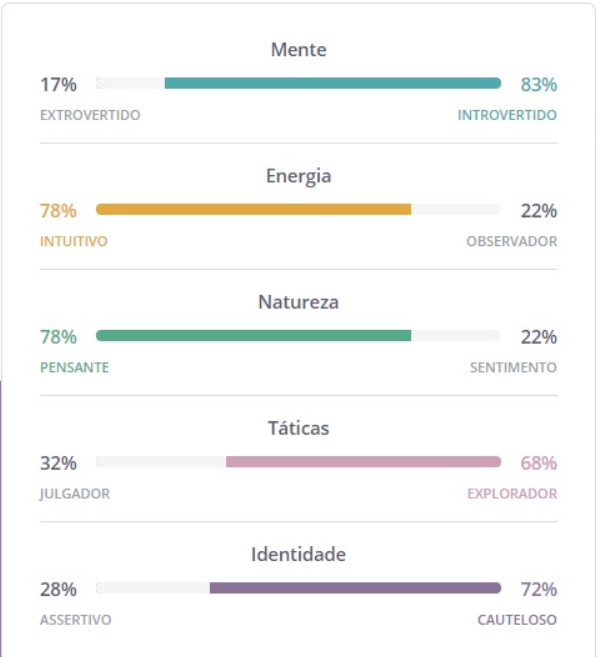 Mente
17% 83%
EXTROVERTIDO INTROVERTIDO
Energia
78% 22%
INTUITIVO OBSERVADOR
Natureza
78% 22%
PENSANTE SENTIMENTO
Táticas
32% 68%
JULGADOR EXPLORADOR
Identidade
28% 72%
ASSERTIVO CAUTELOSO